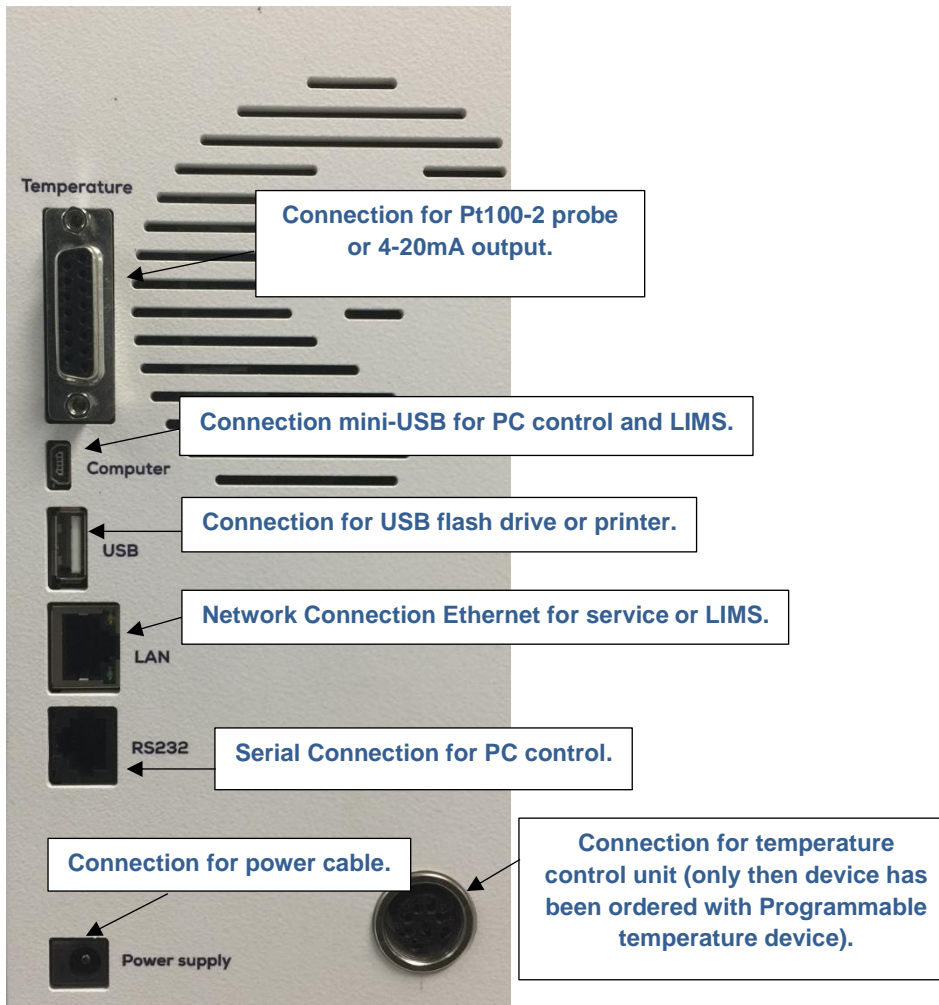 Temperature
Connection for Pt100-2 probe
or 4-20mA output.
Connection mini-USB for PC control and LIMS.
Computer
Connection for USB flash drive or printer.
USB
Network Connection Ethernet for service or LIMS.
LAN
RS232
Serial Connection for PC control.
Connection for power cable.
Connection for temperature
control unit (only then device has
been ordered with Programmable
temperature device).
Power supply